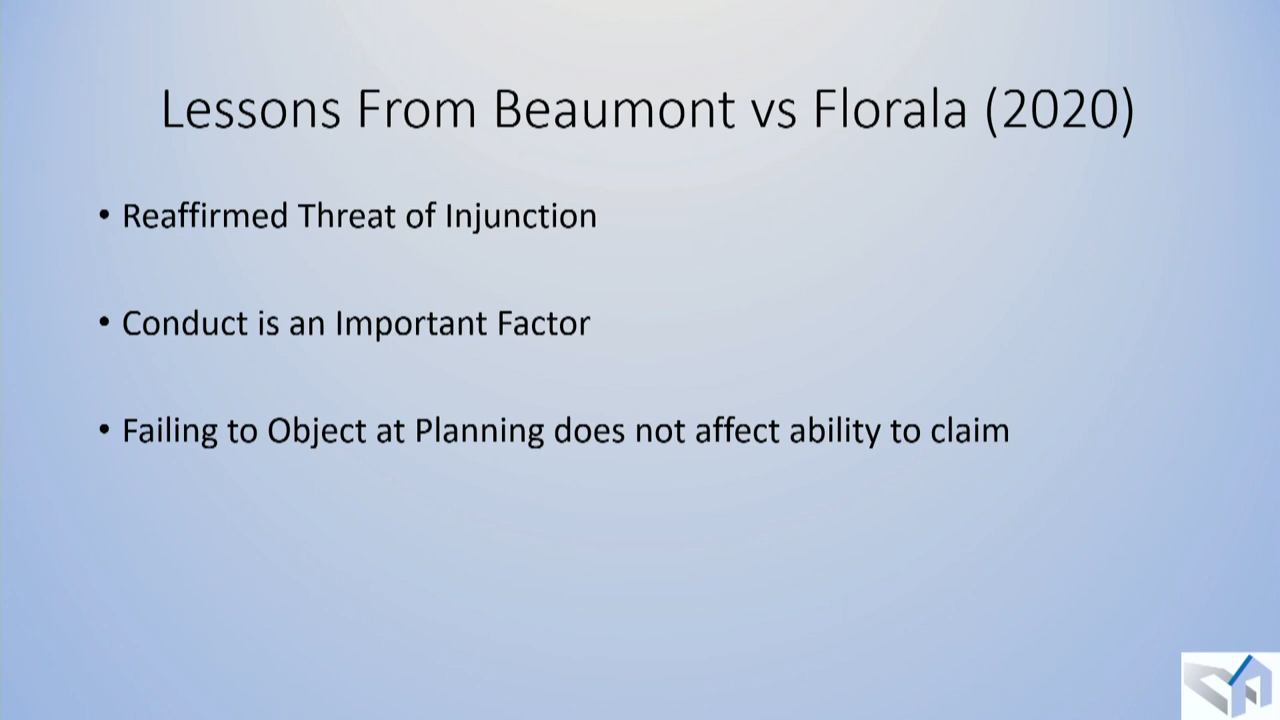 Lessons From Beaumont vs Florala (2020)
• Reaffirmed Threat of Injunction
• Conduct is an Important Factor
• Failing to Object at Planning does not affect ability to claim